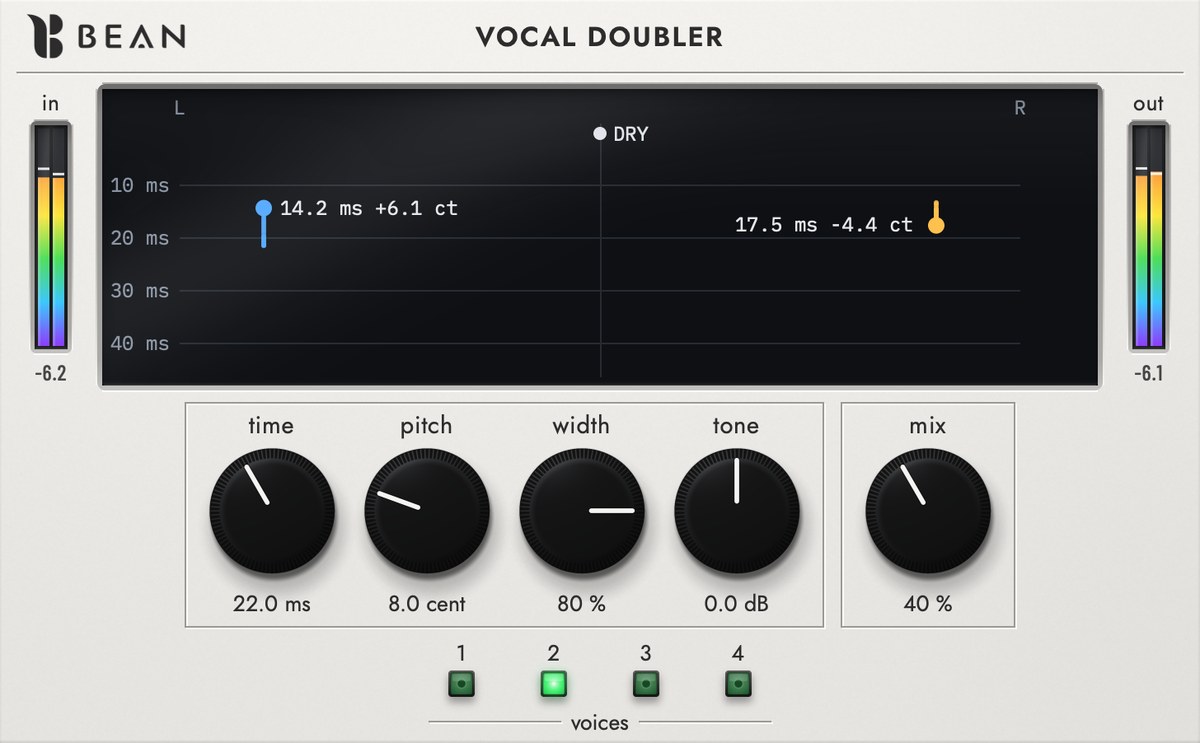 BEAN
VOCAL DOUBLER
in
L
R
out
DRY
10 ms
14.2 ms +6.1 ct
17.5 ms -4.4 ct
20 ms
30 ms
40 ms
-6.2
-6.1
time
pitch
width
tone
mix
22.0 ms
8.0 cent
80 %
0.0 dB
40 %
1
2
3
4
voices